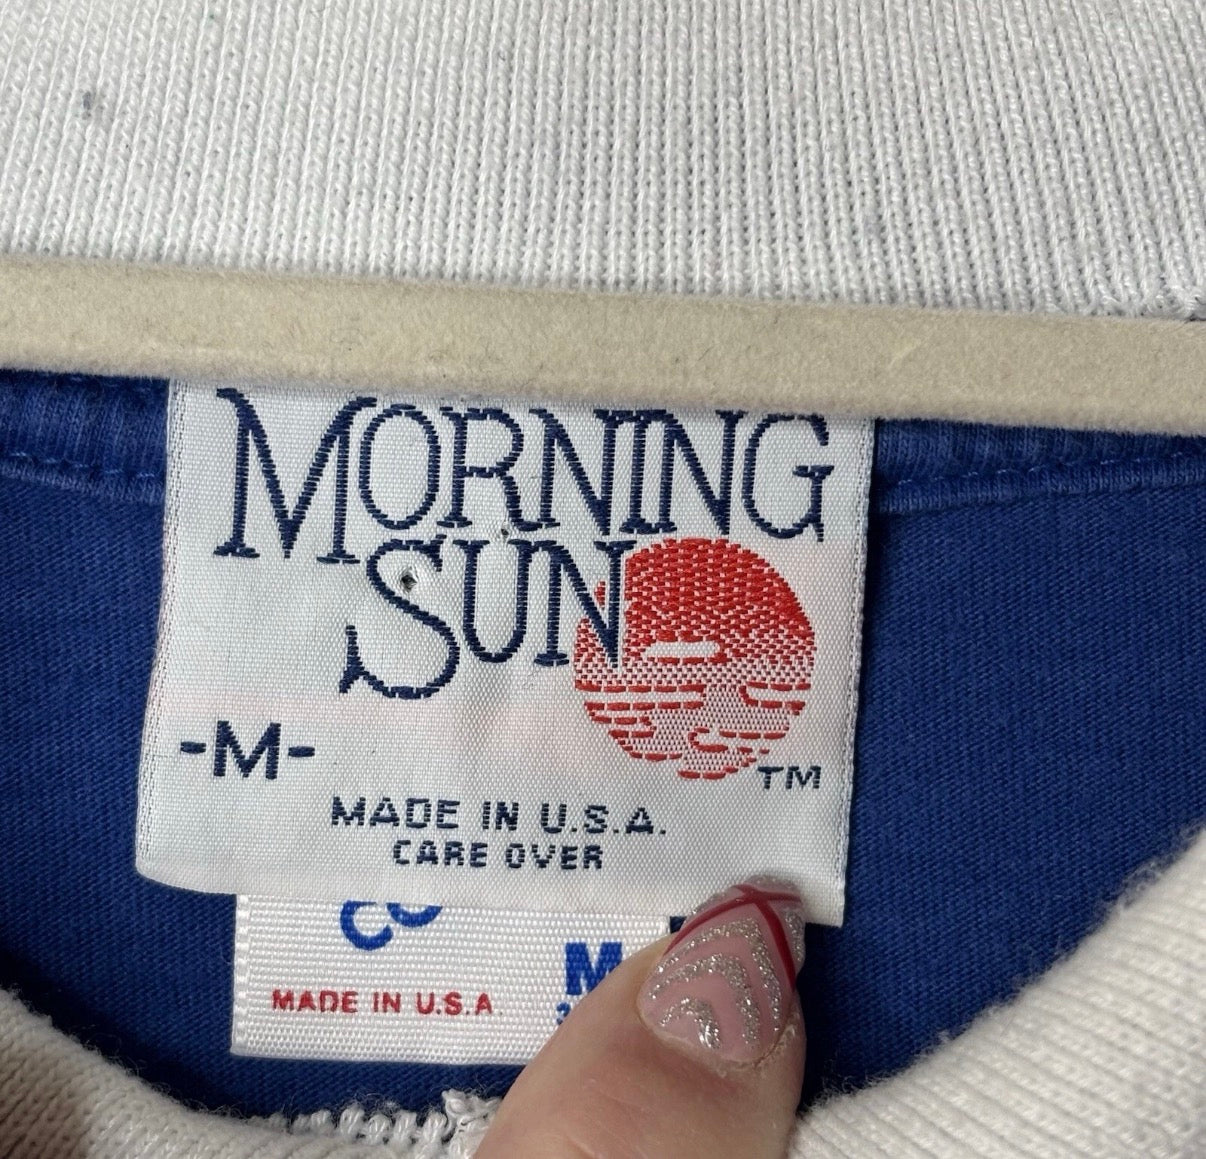 MORNING
SUN
TM
-M-
MADE IN U.S.A.
CARE OVER
M
MADE IN U.S.A.